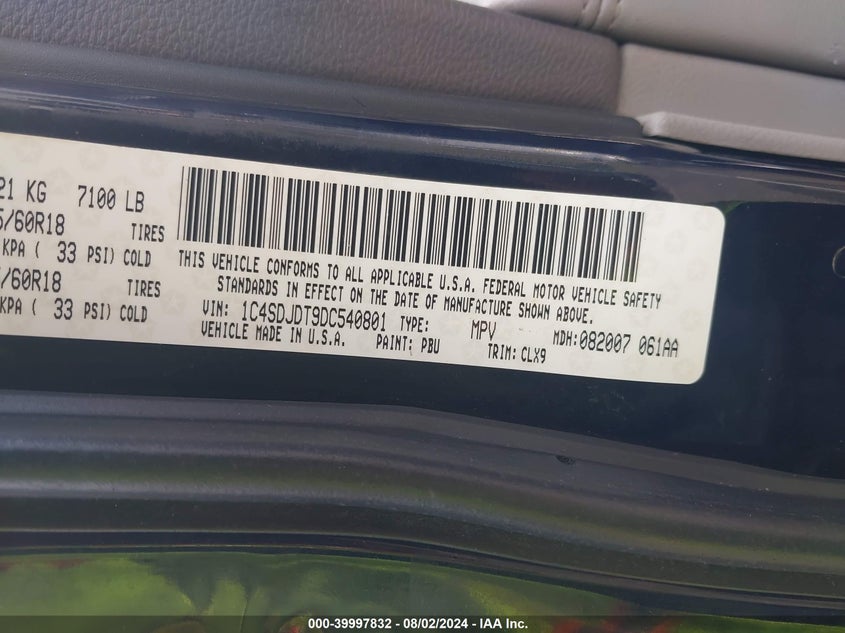 21 KG 7100 LB
5/60R18 TIRES
KPA ( 33 PSI) COLD
/60R18 TIRES
KPA ( 33 PSI) COLD
THIS VEHICLE CONFORMS TO ALL APPLICABLE U.S.A. FEDERAL MOTOR VEHICLE SAFETY
STANDARDS IN EFFECT ON THE DATE OF MANUFACTURE SHOWN ABOVE.
VIN: 1C4SDJDT9DC540801 TYPE: MPV MDH:082007 061AA
VEHICLE MADE IN U.S.A. PAINT: PBU TRIM: CLX9
000-39997832 - 08/02/2024 - IAA Inc.